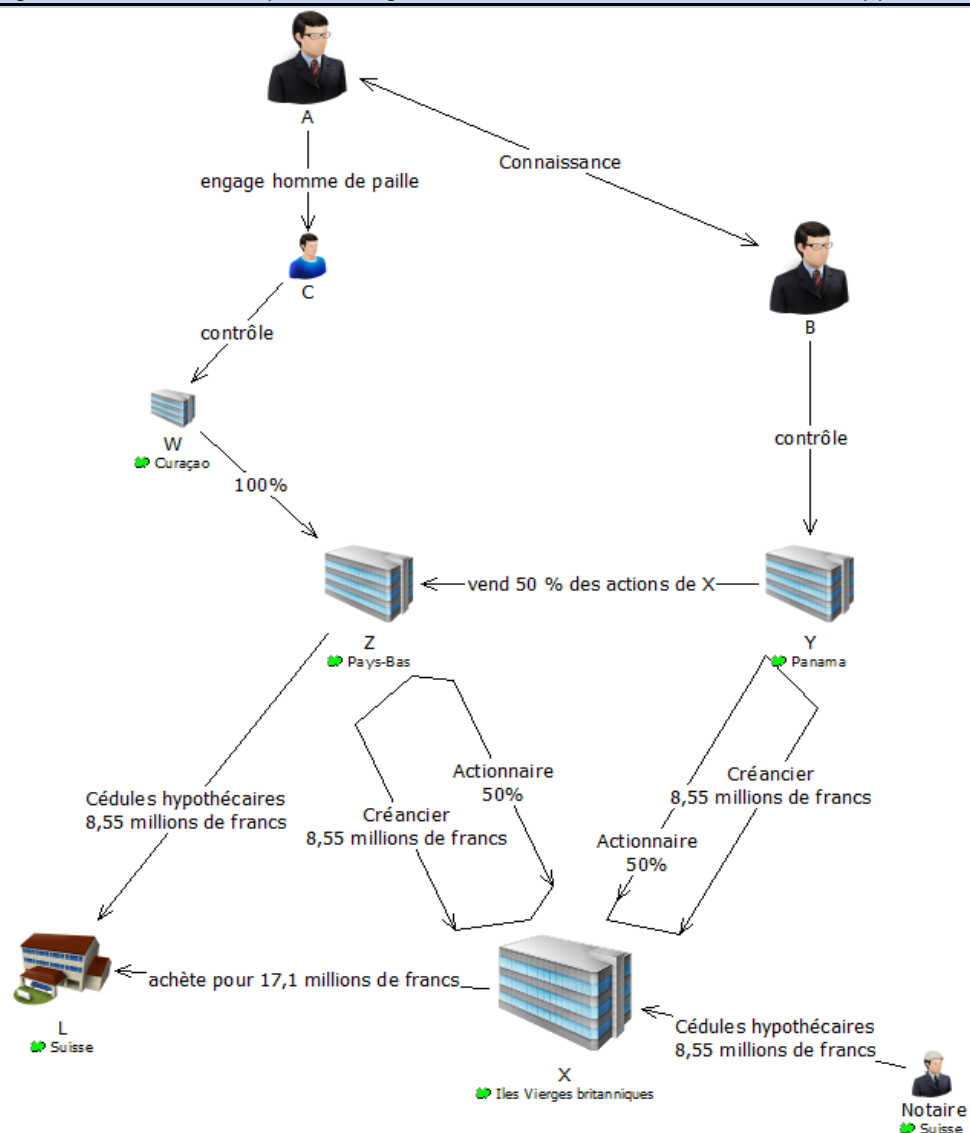 A
Connaissance
engage homme de paille
C
B
contrôle
W
Curaçao
contrôle
100%
vend 50 % des actions de X
Z
Pays-Bas
Y
Panama
Actionnaire
50%
Créancier
8,55 millions de francs
Cédules hypothécaires
8,55 millions de francs
Créancier
8,55 millions de francs
Actionnaire
50%
achète pour 17,1 millions de francs
L
Suisse
Cédules hypothécaires
8,55 millions de francs
X
Iles Vierges britanniques
Notaire
Suisse